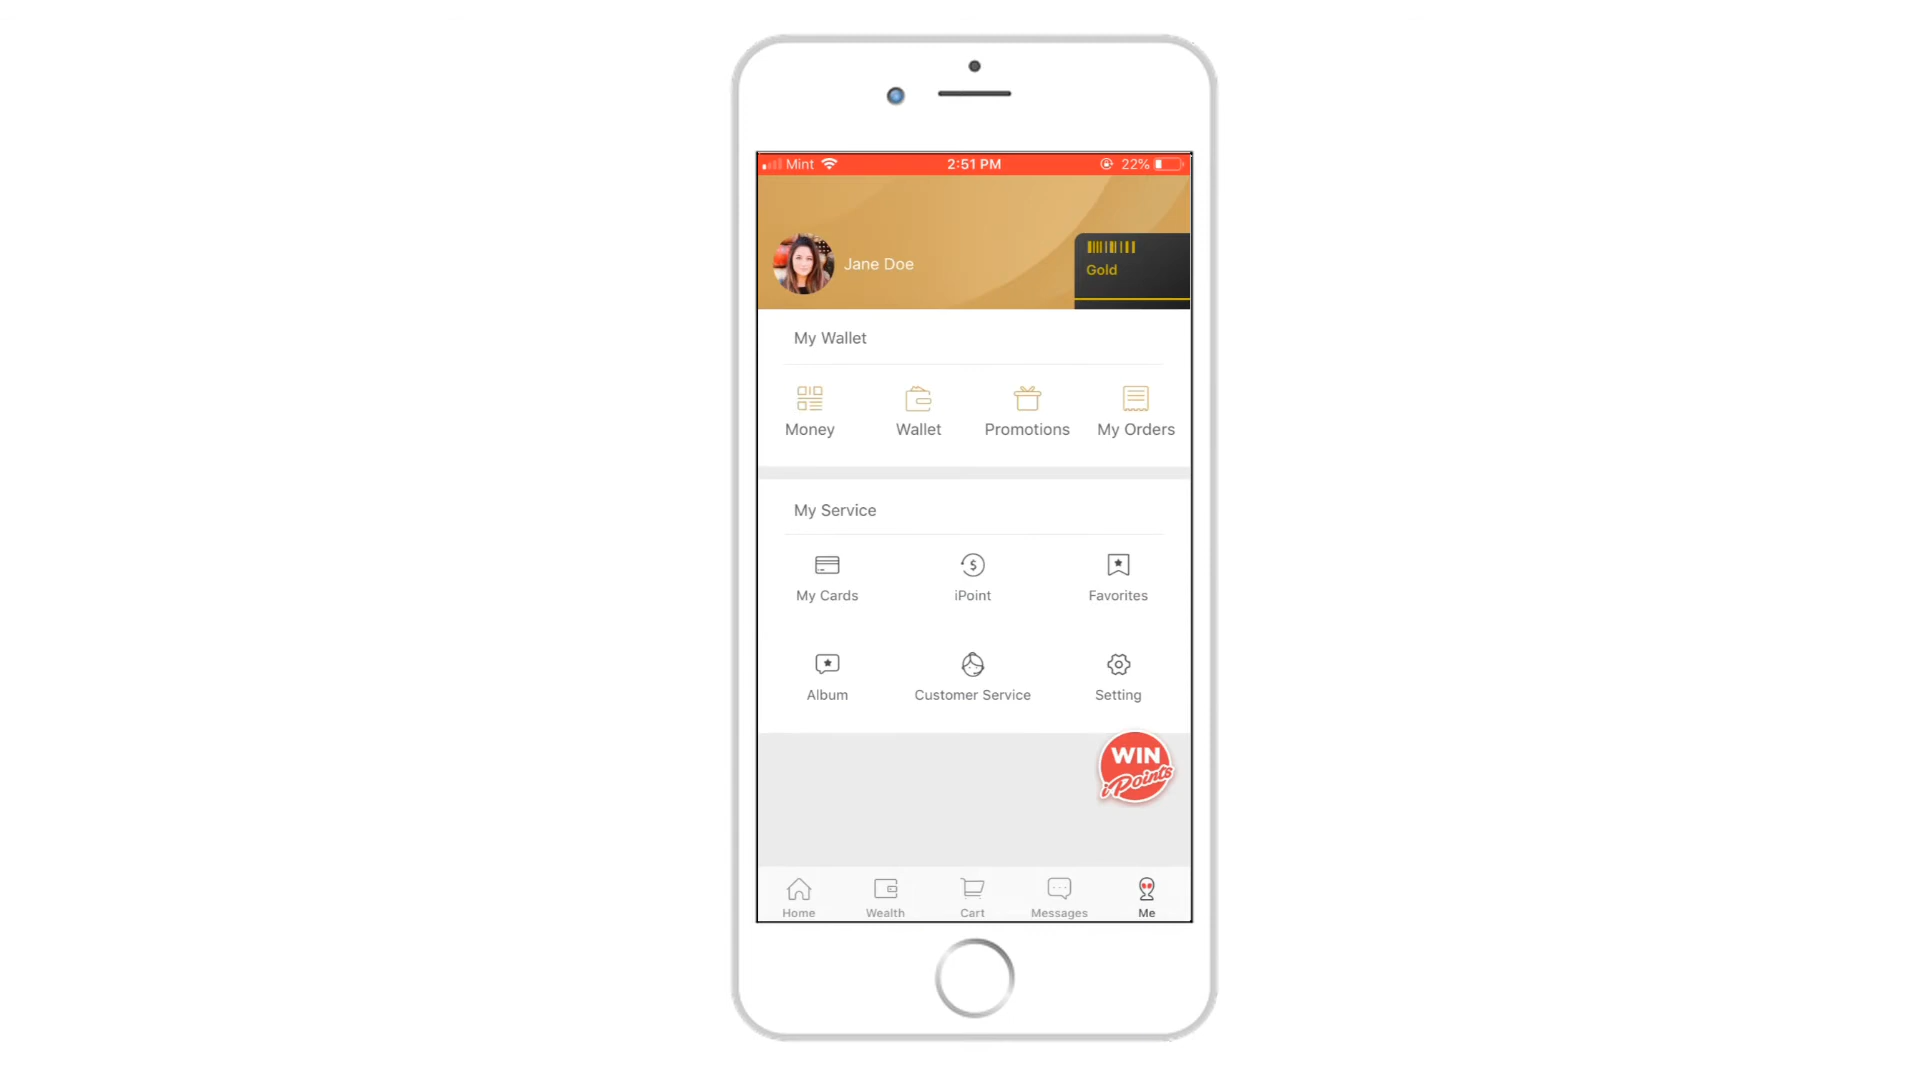 Mint 2:51 PM 22%
Jane Doe
Gold
My Wallet
Money Wallet Promotions My Orders
My Service
My Cards iPoint Favorites
$
Album Customer Service Setting
WIN
iPoints
Home Wealth Cart Messages Me